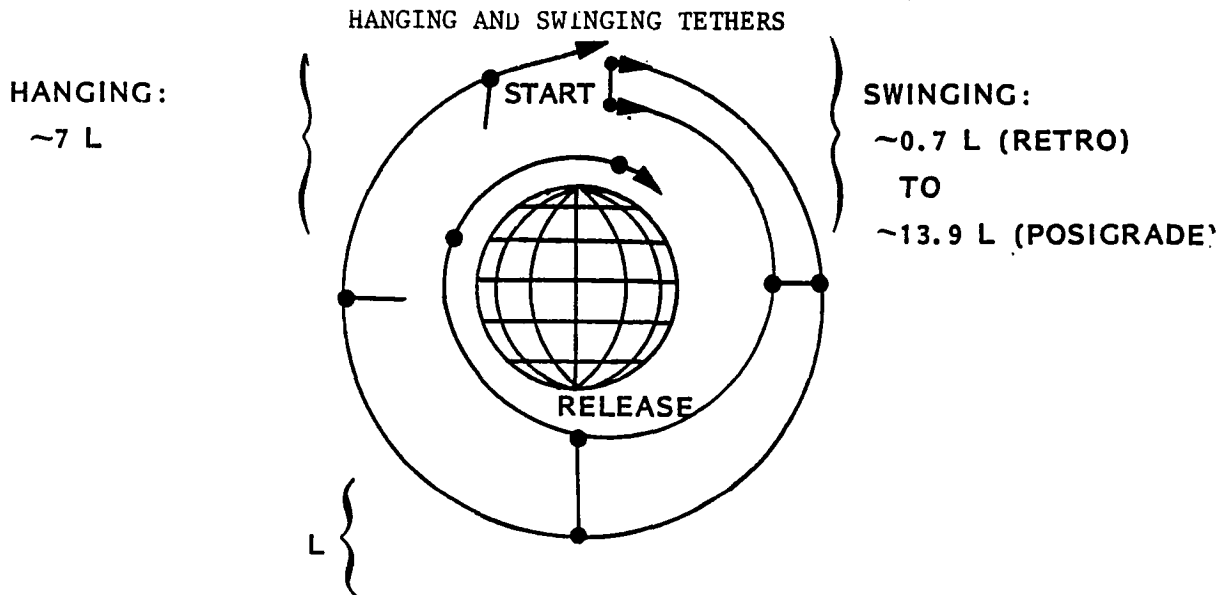 HANGING AND SWINGING TETHERS
HANGING:
~7 L
START
SWINGING:
~0.7 L (RETRO)
TO
~13.9 L (POSIGRADE)
RELEASE
L